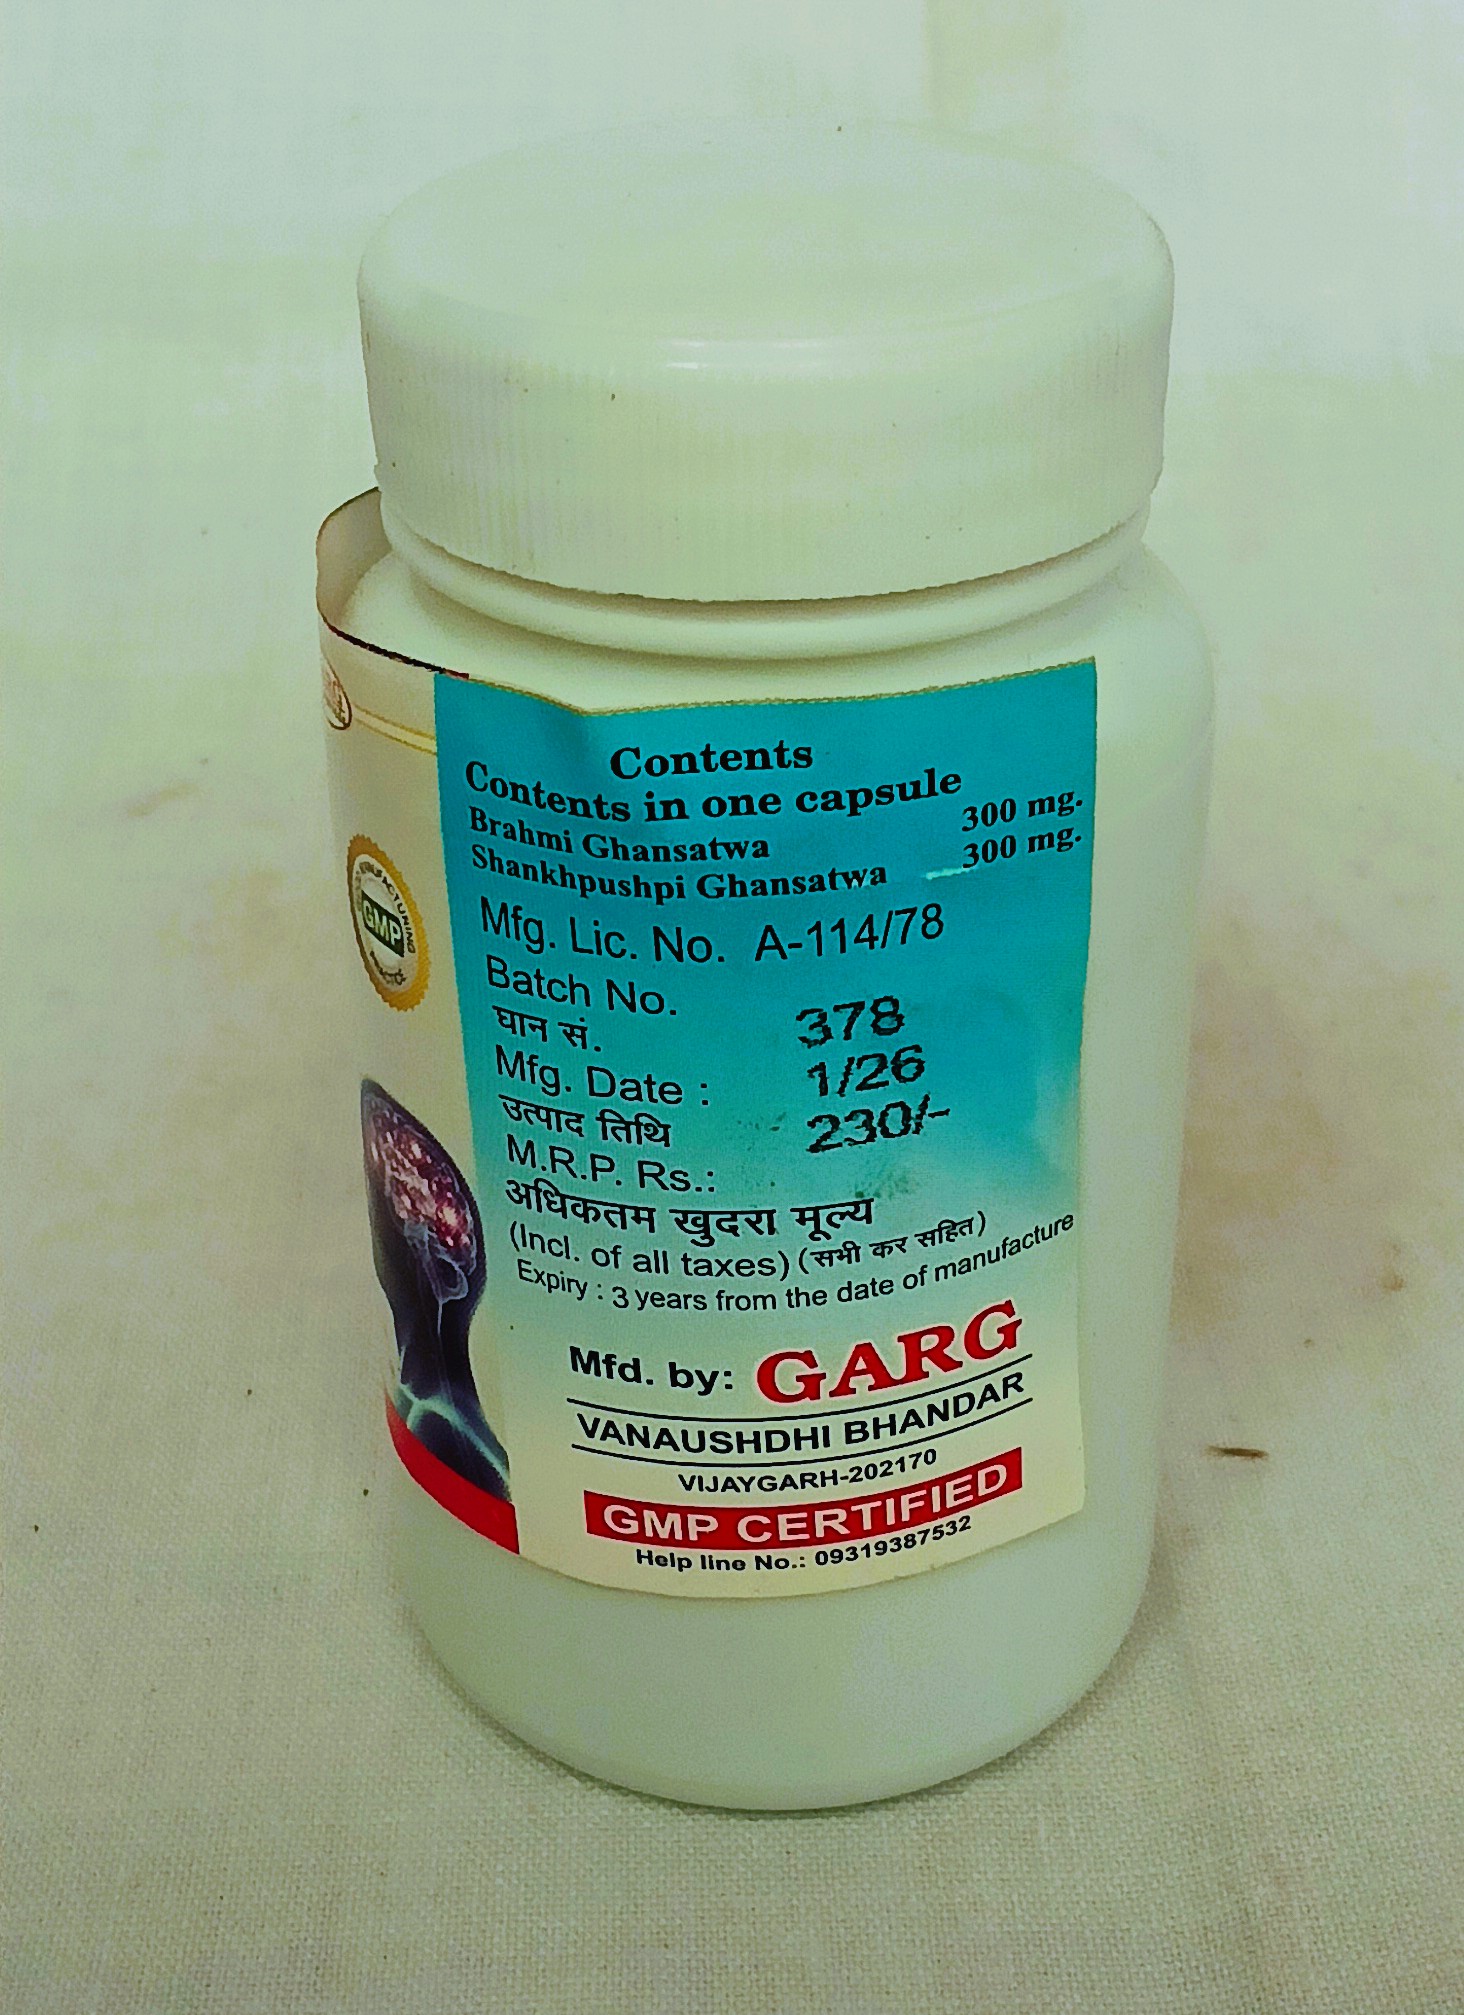 Contents
Contents in one capsule
Brahmi Ghansatwa 300 mg.
Shankhpushpi Ghansatwa 300 mg.
Mfg. Lic. No. A-114/78
Batch No. 378
घान सं.
Mfg. Date : 1/26
उत्पाद तिथि
M.R.P. Rs.: 230/-
अधिकतम खुदरा मूल्य
(Incl. of all taxes) (सभी कर सहित)
Expiry : 3 years from the date of manufacture
Mfd. by: GARG
VANAUSHDHI BHANDAR
VIJAYGARH-202170
GMP CERTIFIED
Help line No.: 09319387532
GMP